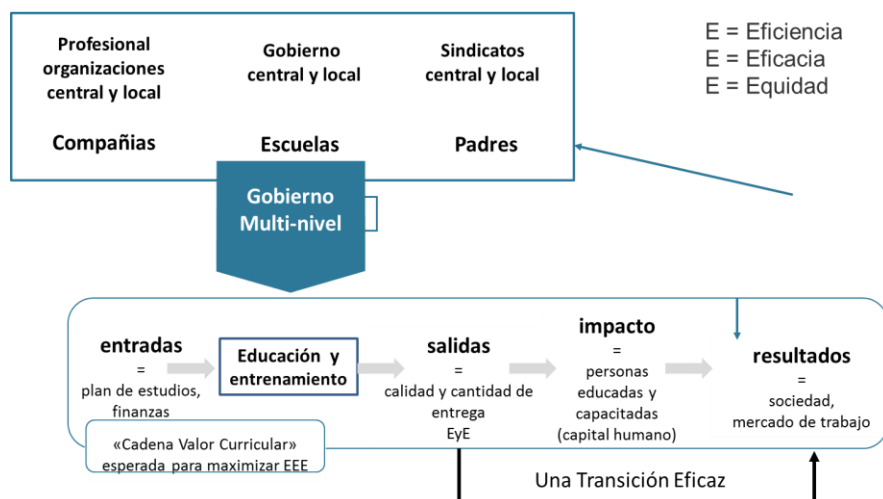 Profesional
organizaciones
central y local
Gobierno
central y local
Sindicatos
central y local
E = Eficiencia
E = Eficacia
E = Equidad
Compañias
Escuelas
Padres
Gobierno
Multi-nivel
entradas
=
plan de estudios,
finanzas
Educación y
entrenamiento
salidas
=
calidad y cantidad de
entrega
EyE
impacto
=
personas
educadas y
capacitadas
(capital humano)
resultados
=
sociedad,
mercado de trabajo
«Cadena Valor Curricular»
esperada para maximizar EEE
Una Transición Eficaz